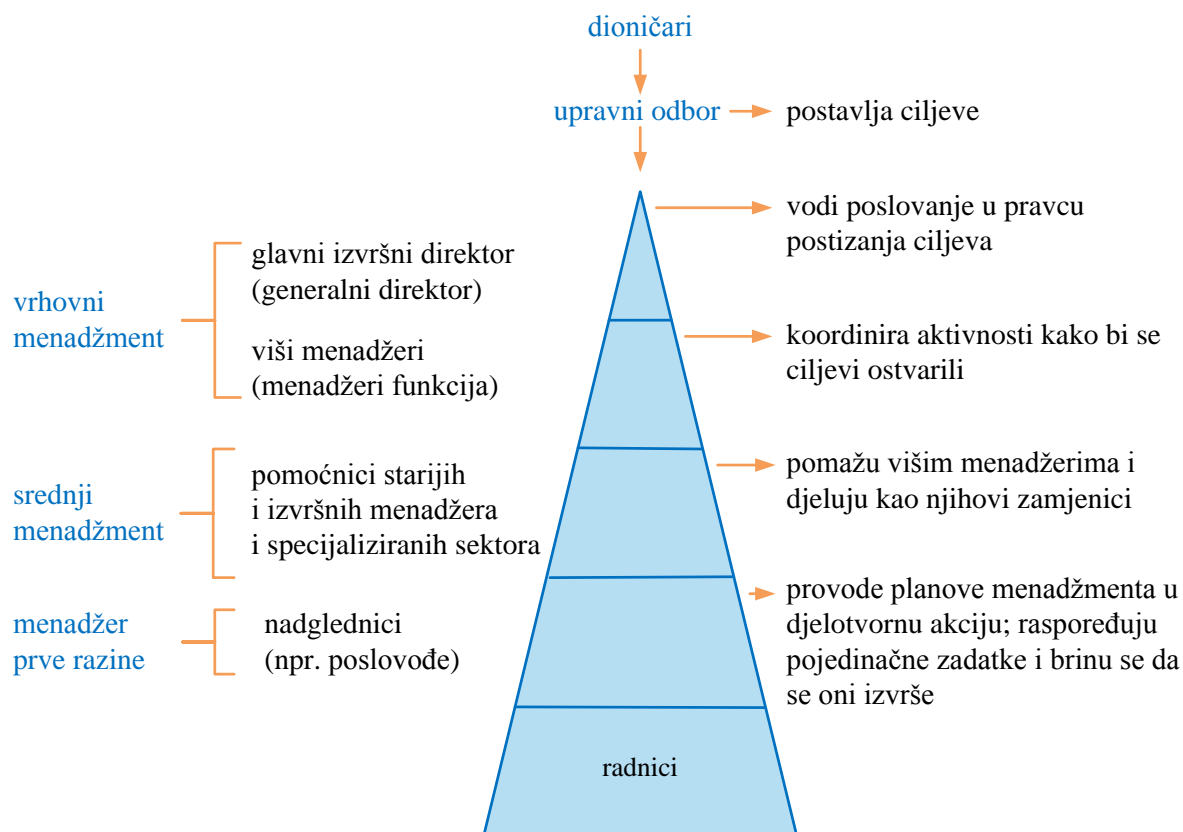 dioničari
upravni odbor
postavlja ciljeve
vodi poslovanje u pravcu
postizanja ciljeva
vrhovni
menadžment
glavni izvršni direktor
(generalni direktor)
viši menadžeri
(menadžeri funkcija)
koordinira aktivnosti kako bi se
ciljevi ostvarili
srednji
menadžment
pomoćnici starijih
i izvršnih menadžera
i specijaliziranih sektora
pomažu višim menadžerima i
djeluju kao njihovi zamjenici
menadžer
prve razine
nadglednici
(npr. poslovođe)
provode planove menadžmenta u
djelotvornu akciju; raspoređuju
pojedinačne zadatke i brinu se da
se oni izvrše
radnici